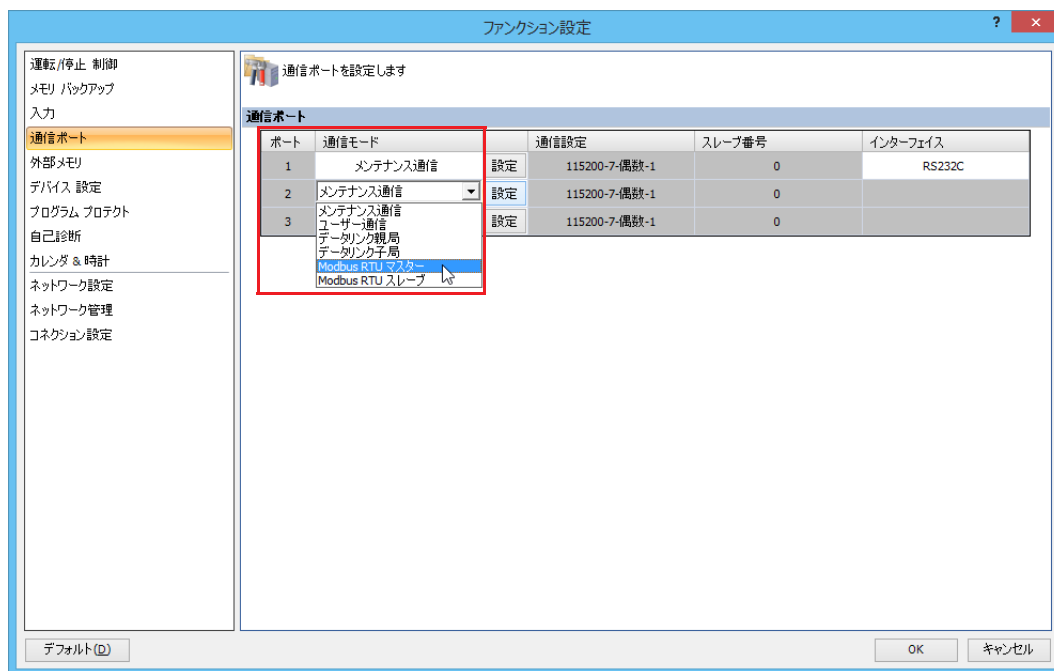 ファンクション設定
?
運転/停止 制御
メモリ バックアップ
入力
通信ポート
外部メモリ
デバイス 設定
プログラム プロテクト
自己診断
カレンダ & 時計
ネットワーク設定
ネットワーク管理
コネクション設定
通信ポートを設定します
通信ポート
ポート 通信モード 通信設定 スレーブ番号 インターフェイス
1 メンテナンス通信 設定 115200-7-偶数-1 0 RS232C
2 メンテナンス通信 設定 115200-7-偶数-1 0
3 設定 115200-7-偶数-1 0
メンテナンス通信
ユーザー通信
データリンク親局
データリンク子局
Modbus RTU マスター
Modbus RTU スレーブ
デフォルト(D) OK キャンセル